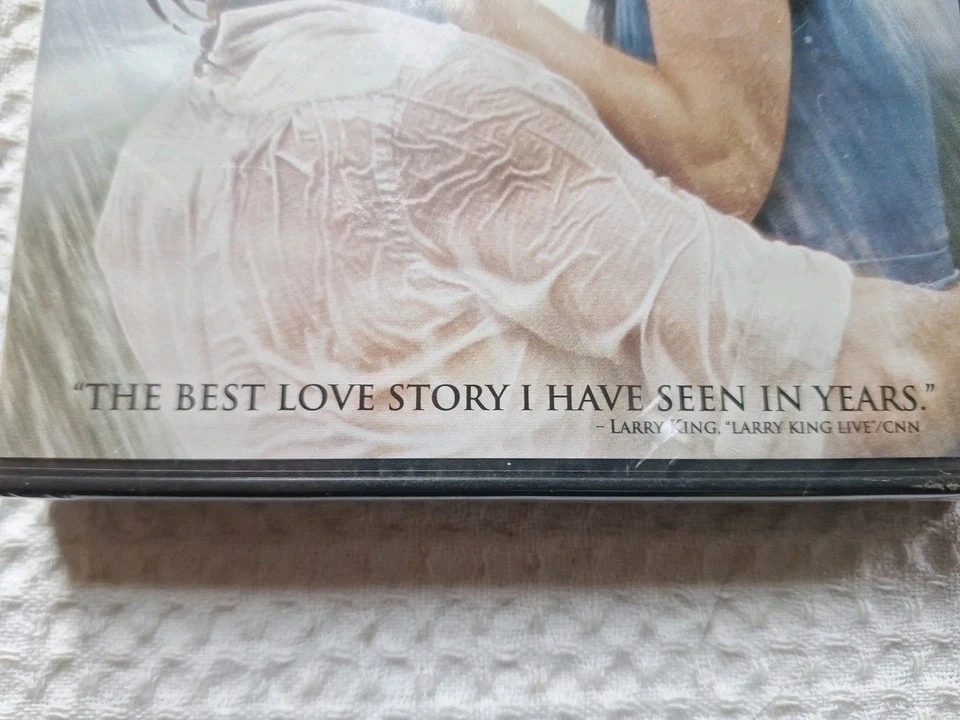 “THE BEST LOVE STORY I HAVE SEEN IN YEARS.”
– LARRY KING, “LARRY KING LIVE”/CNN